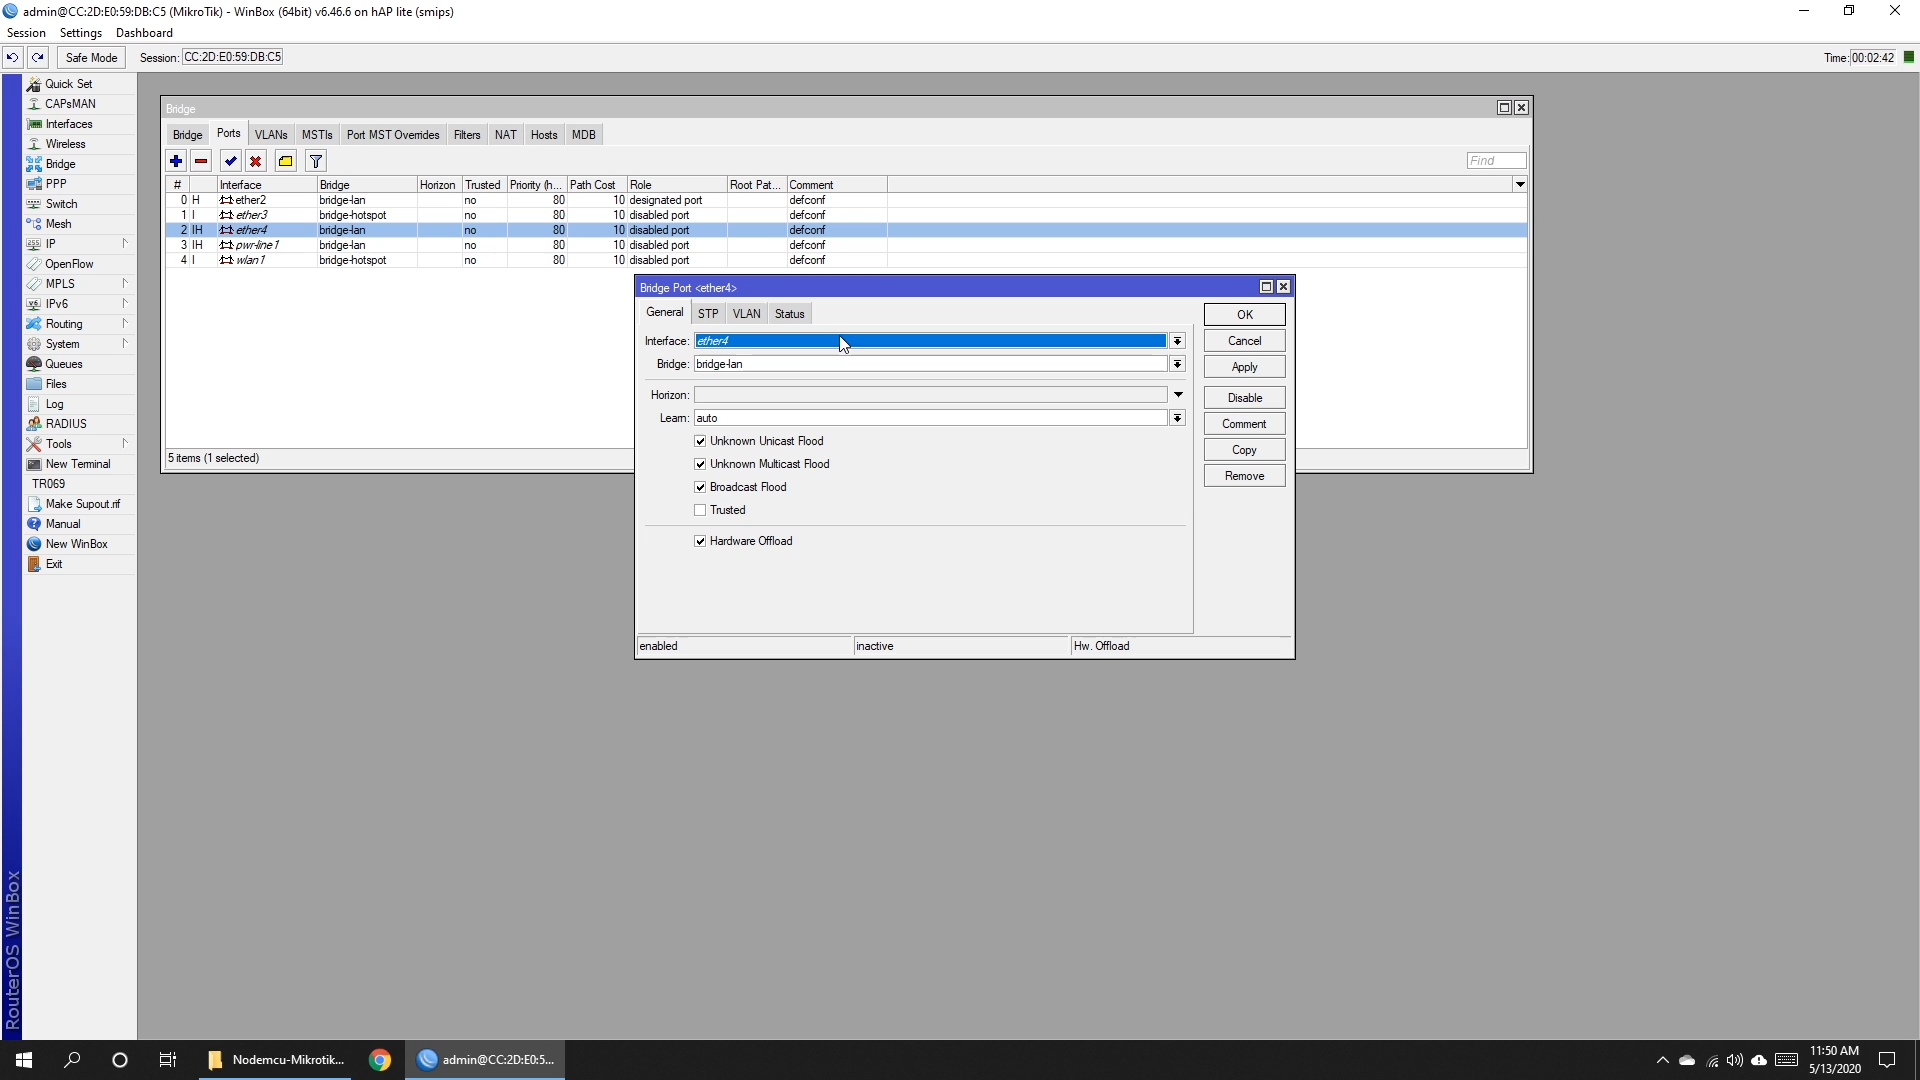 admin@CC:2D:E0:59:DB:C5 (MikroTik) - WinBox (64bit) v6.46.6 on hAP lite (smips)
Session Settings Dashboard
Safe Mode Session: CC:2D:E0:59:DB:C5 Time: 00:02:42
Quick Set
CAPsMAN
Interfaces
Wireless
Bridge
PPP
Switch
Mesh
IP
OpenFlow
MPLS
IPv6
Routing
System
Queues
Files
Log
RADIUS
Tools
New Terminal
TR069
Make Supout.rif
Manual
New WinBox
Exit
RouterOS WinBox
Bridge
Bridge Ports VLANs MSTIs Port MST Overrides Filters NAT Hosts MDB
Find
# Interface Bridge Horizon Trusted Priority (h... Path Cost Role Root Pat... Comment
0 H ether2 bridge-lan no 80 10 designated port defconf
1 I ether3 bridge-hotspot no 80 10 disabled port defconf
2 IH ether4 bridge-lan no 80 10 disabled port defconf
3 IH pwr-line1 bridge-lan no 80 10 disabled port defconf
4 I wlan1 bridge-hotspot no 80 10 disabled port defconf
5 items (1 selected)
Bridge Port <ether4>
General STP VLAN Status
Interface: ether4
Bridge: bridge-lan
Horizon:
Learn: auto
Unknown Unicast Flood
Unknown Multicast Flood
Broadcast Flood
Trusted
Hardware Offload
OK
Cancel
Apply
Disable
Comment
Copy
Remove
enabled inactive Hw. Offload
Nodemcu-Mikrotik... admin@CC:2D:E0:5...
11:50 AM
5/13/2020